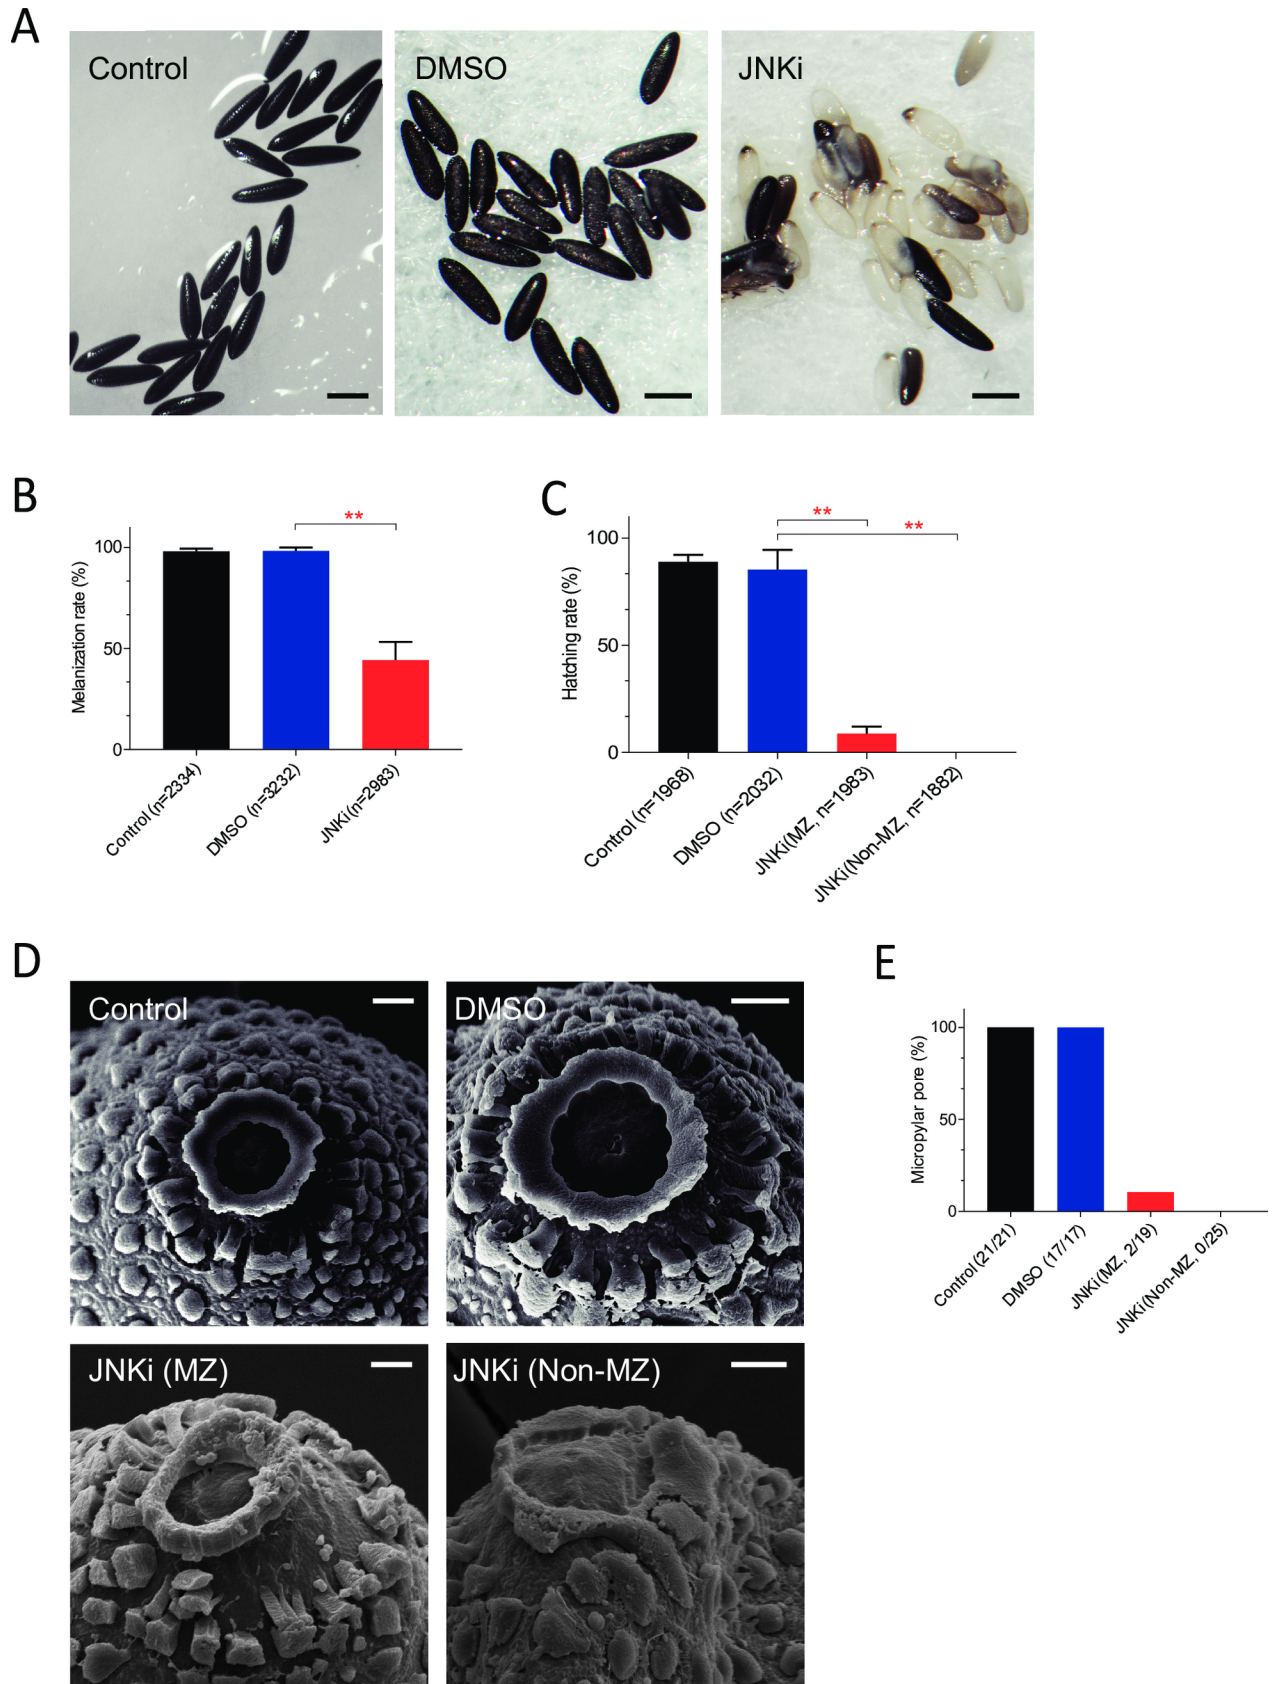 A
Control
DMSO
JNKi
B
Melanization rate (%)
100
50
0
**
Control (n=2334)
DMSO (n=3232)
JNKi (n=2983)
C
Hatching rate (%)
100
50
0
**
**
Control (n=1968)
DMSO (n=2032)
JNKi (MZ, n=1983)
JNKi (Non-MZ, n=1882)
D
Control
DMSO
JNKi (MZ)
JNKi (Non-MZ)
E
Micropylar pore (%)
100
50
0
Control (21/21)
DMSO (17/17)
JNKi (MZ, 2/19)
JNKi (Non-MZ, 0/25)